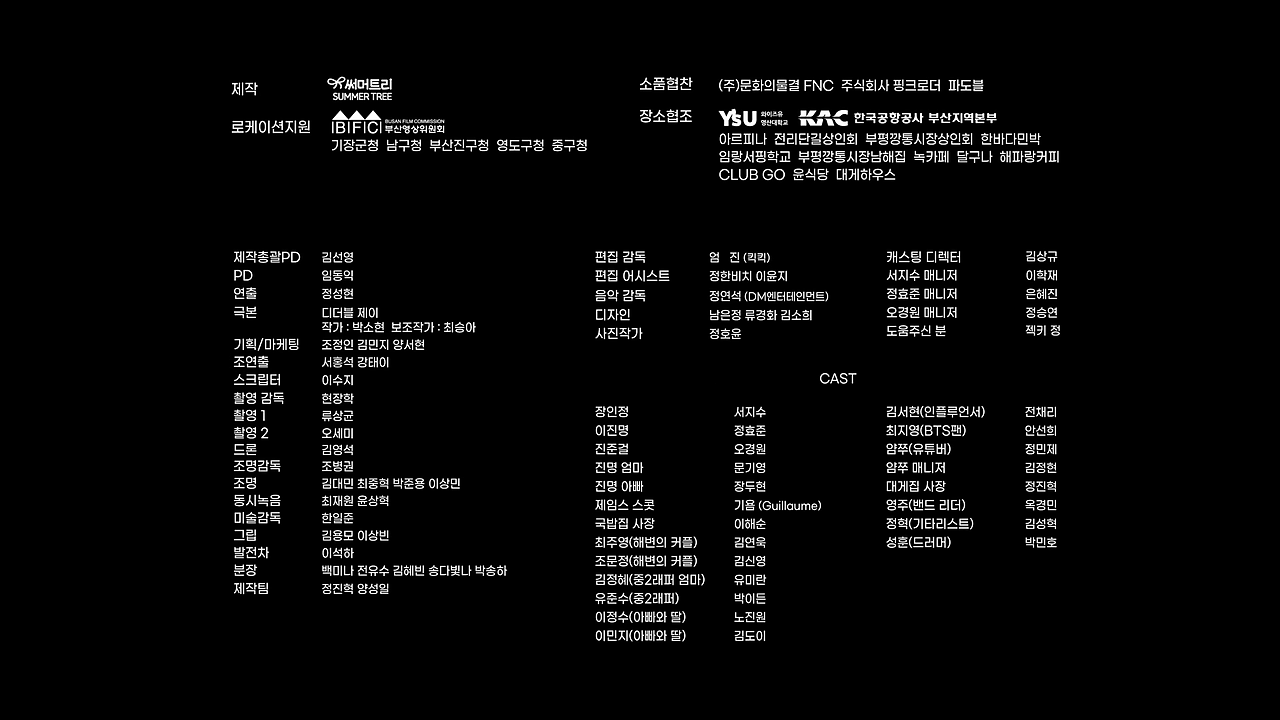 제작 써머트리
SUMMER TREE
로케이션지원 BIFC BUSAN FILM COMMISSION
부산영상위원회
기장군청 남구청 부산진구청 영도구청 중구청
소품협찬 (주)문화의물결 FNC 주식회사 핑크로더 파도블
장소협조 YSU 와이즈유 영산대학교 KAC 한국공항공사 부산지역본부
아르피나 전리단길상인회 부평깡통시장상인회 한바다민박
임랑서핑학교 부평깡통시장남해집 녹카페 달구나 해파랑커피
CLUB GO 윤식당 대게하우스
제작총괄PD 김선영
PD 임동익
연출 정성현
극본 디더블 제이
작가 : 박소현 보조작가 : 최승아
기획/마케팅 조정인 김민지 양서현
조연출 서홍석 강태이
스크립터 이수지
촬영 감독 현장학
촬영 1 류상균
촬영 2 오세미
드론 김영석
조명감독 조병권
조명 김대민 최중혁 박준용 이상민
동시녹음 최재원 윤상혁
미술감독 한일준
그립 김용모 이상빈
발전차 이석하
분장 백미나 전유수 김혜빈 송다빛나 박송하
제작팀 정진혁 양성일
편집 감독 엄 진 (킥킥)
편집 어시스트 정한비치 이윤지
음악 감독 정연석 (DM엔터테인먼트)
디자인 남은정 류경화 김소희
사진작가 정호윤
캐스팅 디렉터 김상규
서지수 매니저 이학재
정효준 매니저 은혜진
오경원 매니저 정승연
도움주신 분 젝키 정
CAST
장인정 서지수
이진명 정효준
진준걸 오경원
진명 엄마 문기영
진명 아빠 장두현
제임스 스콧 기욤 (Guillaume)
국밥집 사장 이해순
최주영(해변의 커플) 김연욱
조문정(해변의 커플) 김신영
김정혜(중2래퍼 엄마) 유미란
유준수(중2래퍼) 박이든
이정수(아빠와 딸) 노진원
이민지(아빠와 딸) 김도이
김서현(인플루언서) 전채리
최지영(BTS팬) 안선희
얌쭈(유튜버) 정민제
얌쭈 매니저 김정현
대게집 사장 정진혁
영주(밴드 리더) 옥경민
정혁(기타리스트) 김성혁
성훈(드러머) 박민호